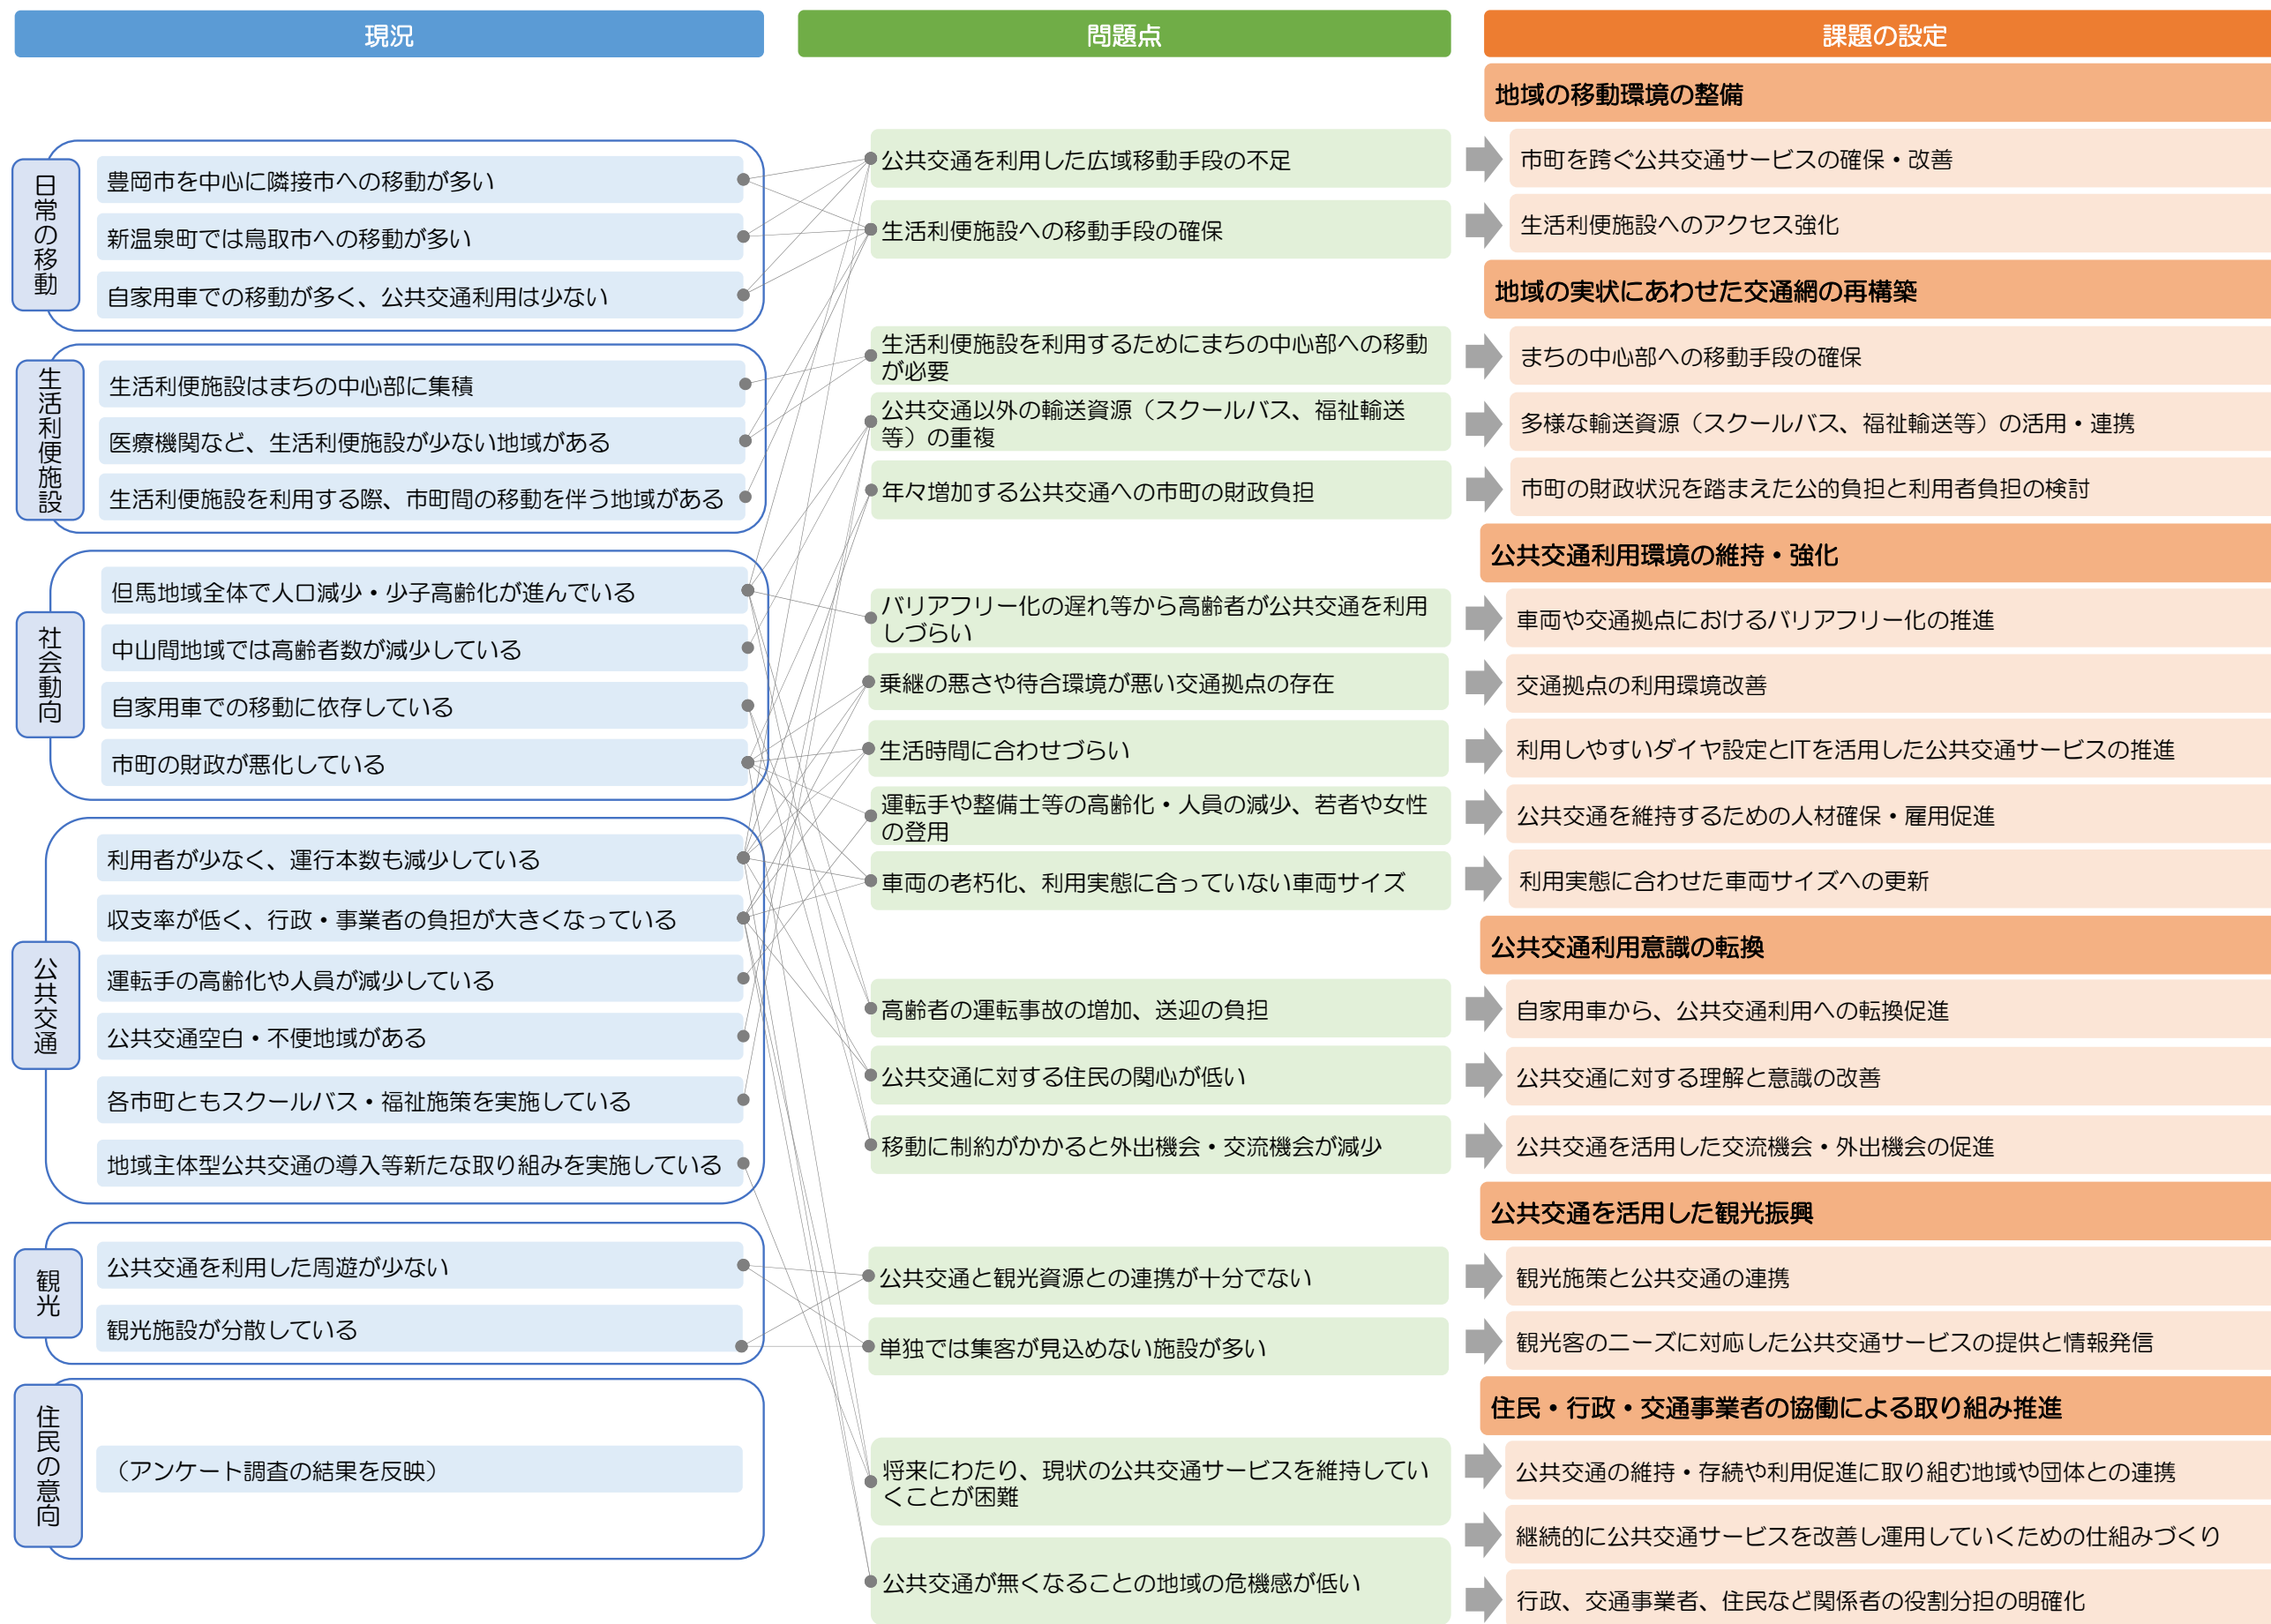 現況
日常の移動
豊岡市を中心に隣接市への移動が多い
新温泉町では鳥取市への移動が多い
自家用車での移動が多く、公共交通利用は少ない
生活利便施設
生活利便施設はまちの中心部に集積
医療機関など、生活利便施設が少ない地域がある
生活利便施設を利用する際、市町間の移動を伴う地域がある
社会動向
但馬地域全体で人口減少・少子高齢化が進んでいる
中山間地域では高齢者数が減少している
自家用車での移動に依存している
市町の財政が悪化している
公共交通
利用者が少なく、運行本数も減少している
収支率が低く、行政・事業者の負担が大きくなっている
運転手の高齢化や人員が減少している
公共交通空白・不便地域がある
各市町ともスクールバス・福祉施策を実施している
地域主体型公共交通の導入等新たな取り組みを実施している
観光
公共交通を利用した周遊が少ない
観光施設が分散している
住民の意向
（アンケート調査の結果を反映）
問題点
公共交通を利用した広域移動手段の不足
生活利便施設への移動手段の確保
生活利便施設を利用するためにまちの中心部への移動
が必要
公共交通以外の輸送資源（スクールバス、福祉輸送
等）の重複
年々増加する公共交通への市町の財政負担
バリアフリー化の遅れ等から高齢者が公共交通を利用
しづらい
乗継の悪さや待合環境が悪い交通拠点の存在
生活時間に合わせづらい
運転手や整備士等の高齢化・人員の減少、若者や女性
の登用
車両の老朽化、利用実態に合っていない車両サイズ
高齢者の運転事故の増加、送迎の負担
公共交通に対する住民の関心が低い
移動に制約がかかると外出機会・交流機会が減少
公共交通と観光資源との連携が十分でない
単独では集客が見込めない施設が多い
将来にわたり、現状の公共交通サービスを維持してい
くことが困難
公共交通が無くなることの地域の危機感が低い
課題の設定
地域の移動環境の整備
市町を跨ぐ公共交通サービスの確保・改善
生活利便施設へのアクセス強化
地域の実状にあわせた交通網の再構築
まちの中心部への移動手段の確保
多様な輸送資源（スクールバス、福祉輸送等）の活用・連携
市町の財政状況を踏まえた公的負担と利用者負担の検討
公共交通利用環境の維持・強化
車両や交通拠点におけるバリアフリー化の推進
交通拠点の利用環境改善
利用しやすいダイヤ設定とITを活用した公共交通サービスの推進
公共交通を維持するための人材確保・雇用促進
利用実態に合わせた車両サイズへの更新
公共交通利用意識の転換
自家用車から、公共交通利用への転換促進
公共交通に対する理解と意識の改善
公共交通を活用した交流機会・外出機会の促進
公共交通を活用した観光振興
観光施策と公共交通の連携
観光客のニーズに対応した公共交通サービスの提供と情報発信
住民・行政・交通事業者の協働による取り組み推進
公共交通の維持・存続や利用促進に取り組む地域や団体との連携
継続的に公共交通サービスを改善し運用していくための仕組みづくり
行政、交通事業者、住民など関係者の役割分担の明確化